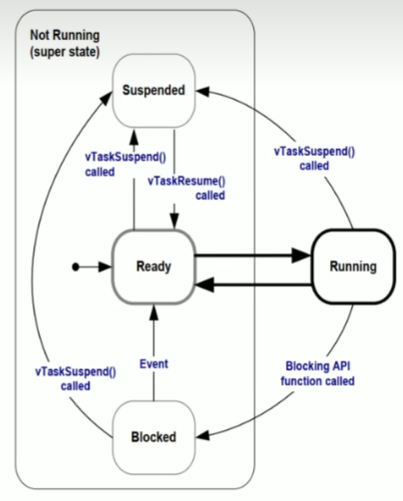 Not Running
(super state)
Suspended
vTaskSuspend()
called
vTaskResume()
called
vTaskSuspend()
called
Ready
Running
vTaskSuspend()
called
Event
Blocking API
function called
Blocked